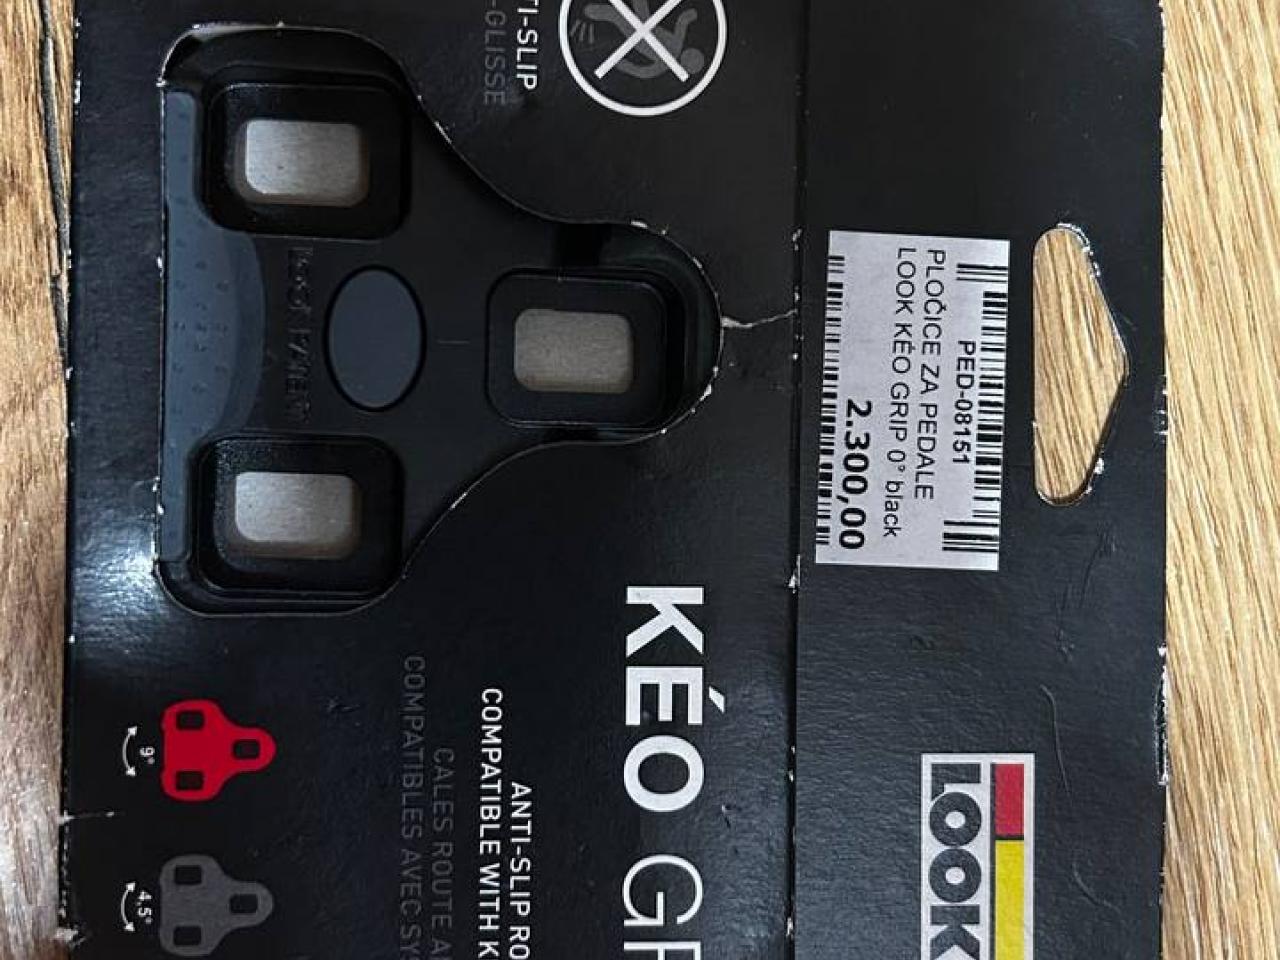 PED-08151
PLOČICE ZA PEDALE
LOOK KÉO GRIP 0° black
2.300,00
LOOK
KÉO GR
ANTI-SLIP RO
COMPATIBLE WITH K
CALES ROUTE A
COMPATIBLES AVEC SY
TI-SLIP
-GLISSE
9°
4,5°